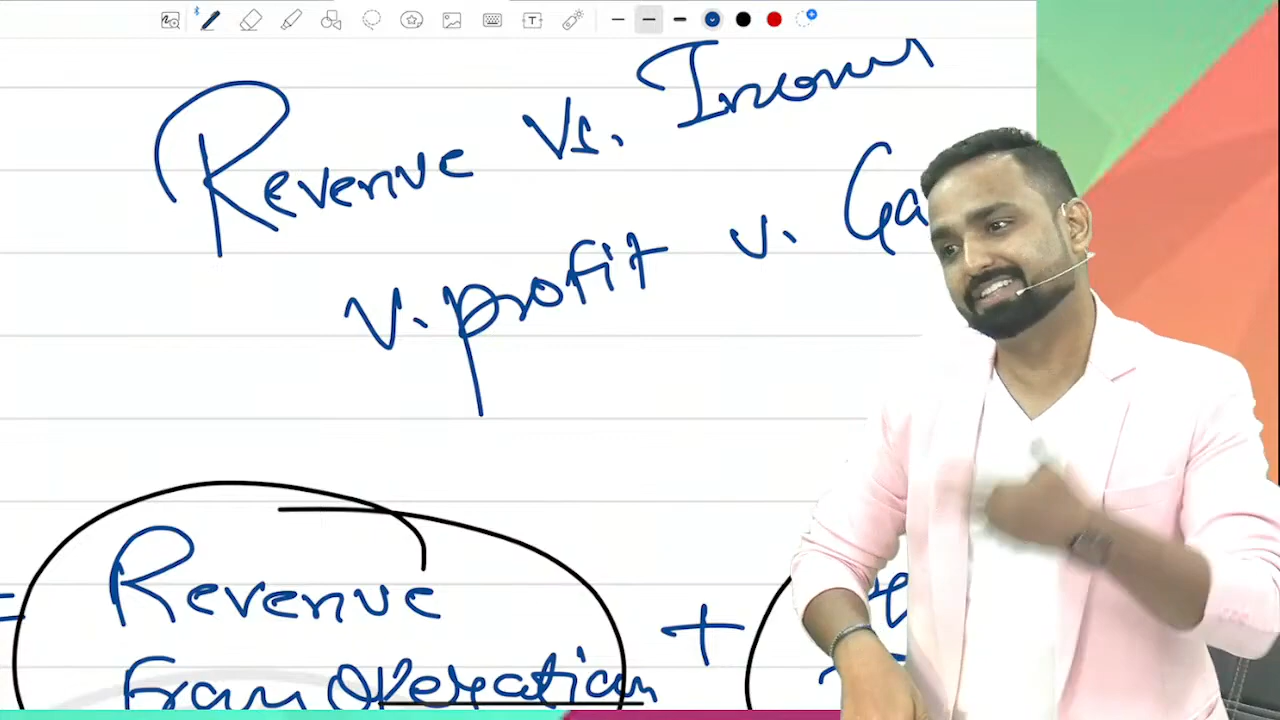 Revenue Vs. Income
v. profit v. Ga
= Revenue +
from operation